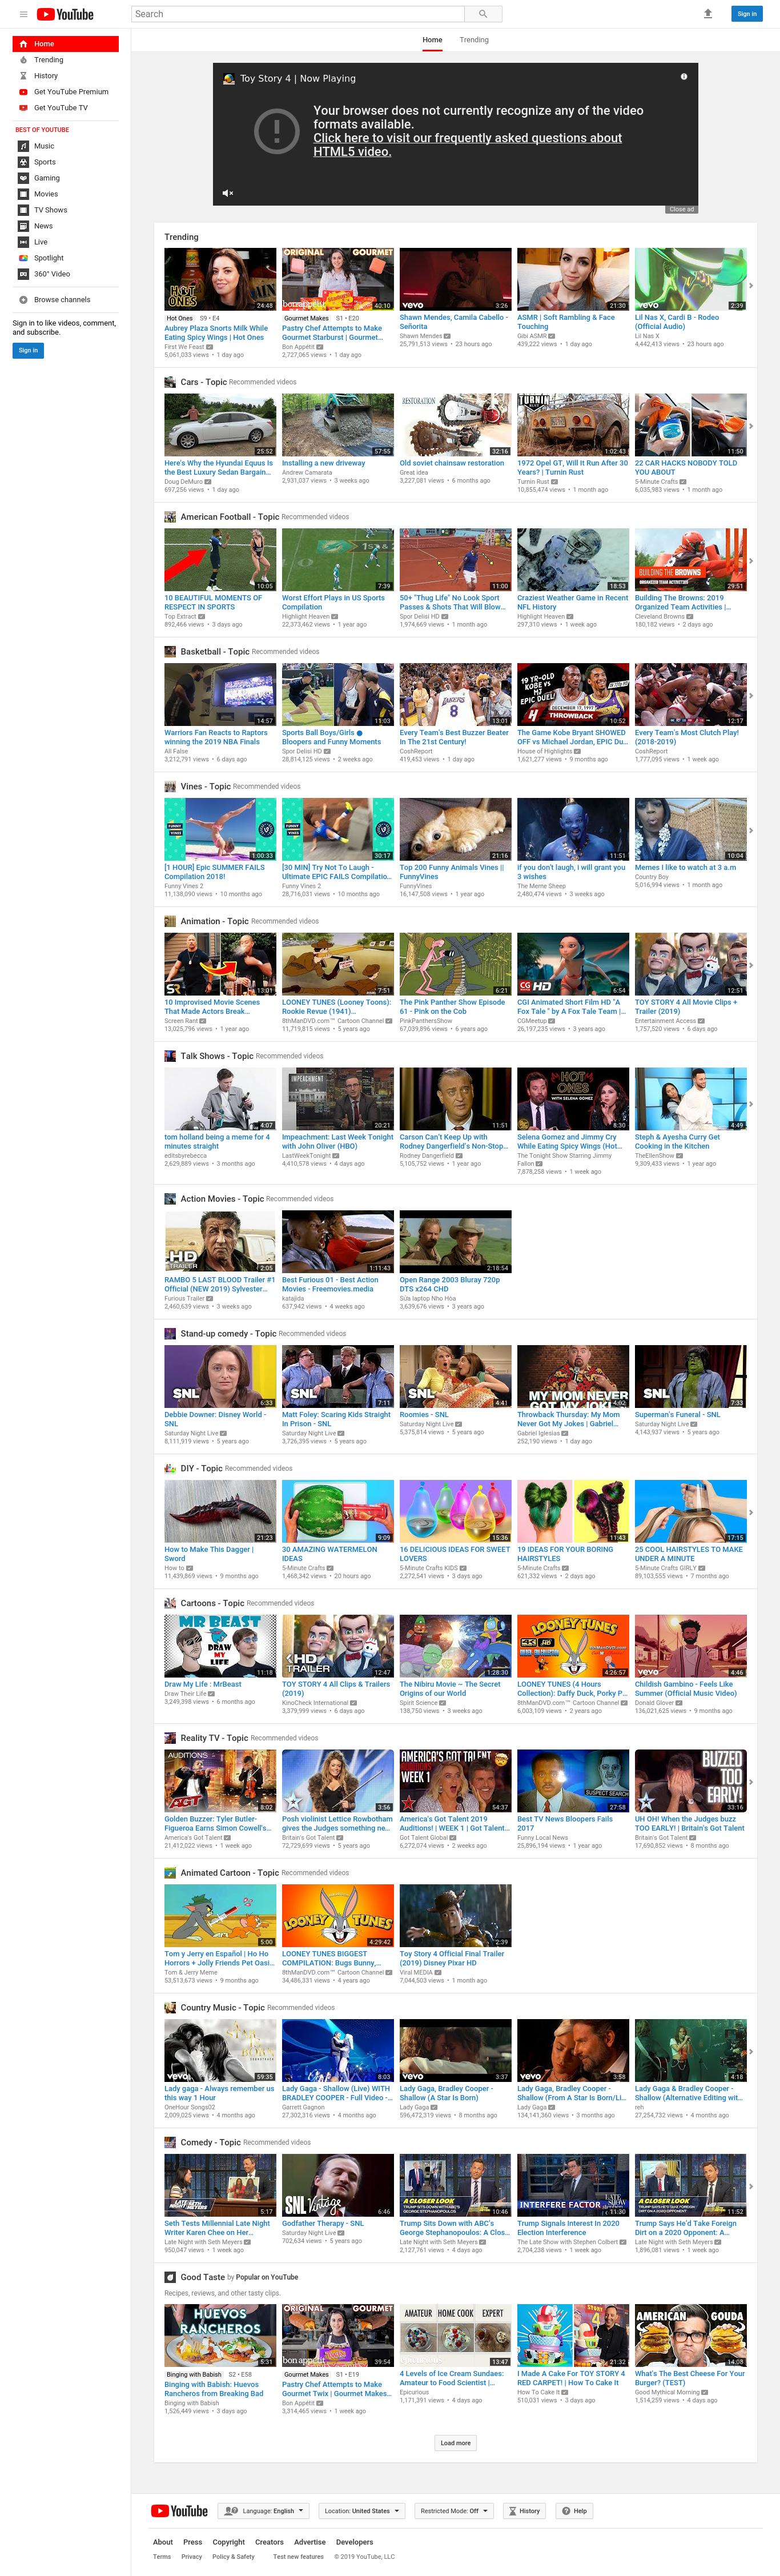 YouTube
Search
Sign in
Home
Trending
History
Get YouTube Premium
Get YouTube TV
BEST OF YOUTUBE
Music
Sports
Gaming
Movies
TV Shows
News
Live
Spotlight
360° Video
Browse channels
Sign in to like videos, comment,
and subscribe.
Sign in
Home
Trending
Toy Story 4 | Now Playing
Your browser does not currently recognize any of the video
formats available.
Click here to visit our frequently asked questions about
HTML5 video.
Close ad
Trending
Hot Ones S9 • E4
Aubrey Plaza Snorts Milk While
Eating Spicy Wings | Hot Ones
First We Feast
5,061,033 views • 1 day ago
Gourmet Makes S1 • E20
Pastry Chef Attempts to Make
Gourmet Starburst | Gourmet...
Bon Appétit
2,727,065 views • 1 day ago
Shawn Mendes, Camila Cabello -
Señorita
Shawn Mendes
25,791,513 views • 23 hours ago
ASMR | Soft Rambling & Face
Touching
Gibi ASMR
439,222 views • 1 day ago
Lil Nas X, Cardi B - Rodeo
(Official Audio)
Lil Nas X
4,442,413 views • 23 hours ago
Cars - Topic Recommended videos
Here's Why the Hyundai Equus Is
the Best Luxury Sedan Bargain...
Doug DeMuro
697,256 views • 1 day ago
Installing a new driveway
Andrew Camarata
2,931,037 views • 3 weeks ago
Old soviet chainsaw restoration
Great idea
3,227,081 views • 6 months ago
1972 Opel GT, Will It Run After 30
Years? | Turnin Rust
Turnin Rust
10,855,474 views • 1 month ago
22 CAR HACKS NOBODY TOLD
YOU ABOUT
5-Minute Crafts
6,035,983 views • 1 month ago
American Football - Topic Recommended videos
10 BEAUTIFUL MOMENTS OF
RESPECT IN SPORTS
Top Extract
892,466 views • 3 days ago
Worst Effort Plays in US Sports
Compilation
Highlight Heaven
22,373,462 views • 1 year ago
50+ "Thug Life" No Look Sport
Passes & Shots That Will Blow...
Spor Delisi HD
1,974,669 views • 1 month ago
Craziest Weather Game in Recent
NFL History
Highlight Heaven
297,310 views • 1 week ago
Building The Browns: 2019
Organized Team Activities |...
Cleveland Browns
180,182 views • 2 days ago
Basketball - Topic Recommended videos
Warriors Fan Reacts to Raptors
winning the 2019 NBA Finals
All False
3,212,791 views • 6 days ago
Sports Ball Boys/Girls
Bloopers and Funny Moments
Spor Delisi HD
28,814,125 views • 2 weeks ago
Every Team's Best Buzzer Beater
In The 21st Century!
CoshReport
419,453 views • 1 day ago
The Game Kobe Bryant SHOWED
OFF vs Michael Jordan, EPIC Du...
House of Highlights
1,621,277 views • 9 months ago
Every Team's Most Clutch Play!
(2018-2019)
CoshReport
1,777,095 views • 1 week ago
Vines - Topic Recommended videos
[1 HOUR] Epic SUMMER FAILS
Compilation 2018!
Funny Vines 2
11,138,090 views • 10 months ago
[30 MIN] Try Not To Laugh -
Ultimate EPIC FAILS Compilatio...
Funny Vines 2
28,716,031 views • 10 months ago
Top 200 Funny Animals Vines ||
FunnyVines
FunnyVines
16,147,508 views • 1 year ago
if you don't laugh, i will grant you
3 wishes
The Meme Sheep
2,480,474 views • 3 weeks ago
Memes I like to watch at 3 a.m
Country Boy
5,016,994 views • 1 month ago
Animation - Topic Recommended videos
10 Improvised Movie Scenes
That Made Actors Break...
Screen Rant
13,025,796 views • 1 year ago
LOONEY TUNES (Looney Toons):
Rookie Revue (1941)...
8thManDVD.com™ Cartoon Channel
11,719,815 views • 5 years ago
The Pink Panther Show Episode
61 - Pink on the Cob
PinkPanthersShow
67,039,896 views • 6 years ago
CGI Animated Short Film HD "A
Fox Tale " by A Fox Tale Team |...
CGMeetup
26,197,235 views • 3 years ago
TOY STORY 4 All Movie Clips +
Trailer (2019)
Entertainment Access
1,757,520 views • 6 days ago
Talk Shows - Topic Recommended videos
tom holland being a meme for 4
minutes straight
editsbyrebecca
2,629,889 views • 3 months ago
Impeachment: Last Week Tonight
with John Oliver (HBO)
LastWeekTonight
4,410,578 views • 4 days ago
Carson Can't Keep Up with
Rodney Dangerfield's Non-Stop...
Rodney Dangerfield
5,105,752 views • 1 year ago
Selena Gomez and Jimmy Cry
While Eating Spicy Wings (Hot...
The Tonight Show Starring Jimmy
Fallon
7,878,258 views • 1 week ago
Steph & Ayesha Curry Get
Cooking in the Kitchen
TheEllenShow
9,309,433 views • 1 year ago
Action Movies - Topic Recommended videos
RAMBO 5 LAST BLOOD Trailer #1
Official (NEW 2019) Sylvester...
Furious Trailer
2,460,639 views • 3 weeks ago
Best Furious 01 - Best Action
Movies - Freemovies.media
katajida
637,942 views • 4 weeks ago
Open Range 2003 Bluray 720p
DTS x264 CHD
Sửa laptop Nho Hòa
3,639,676 views • 3 years ago
Stand-up comedy - Topic Recommended videos
Debbie Downer: Disney World -
SNL
Saturday Night Live
8,111,919 views • 5 years ago
Matt Foley: Scaring Kids Straight
In Prison - SNL
Saturday Night Live
3,726,395 views • 5 years ago
Roomies - SNL
Saturday Night Live
5,375,814 views • 5 years ago
Throwback Thursday: My Mom
Never Got My Jokes | Gabriel...
Gabriel Iglesias
252,190 views • 1 day ago
Superman's Funeral - SNL
Saturday Night Live
4,143,937 views • 5 years ago
DIY - Topic Recommended videos
How to Make This Dagger |
Sword
How to
11,439,869 views • 9 months ago
30 AMAZING WATERMELON
IDEAS
5-Minute Crafts
1,468,342 views • 20 hours ago
16 DELICIOUS IDEAS FOR SWEET
LOVERS
5-Minute Crafts KIDS
2,272,541 views • 3 days ago
19 IDEAS FOR YOUR BORING
HAIRSTYLES
5-Minute Crafts
621,332 views • 2 days ago
25 COOL HAIRSTYLES TO MAKE
UNDER A MINUTE
5-Minute Crafts GIRLY
89,103,555 views • 7 months ago
Cartoons - Topic Recommended videos
Draw My Life : MrBeast
Draw Their Life
3,249,398 views • 6 months ago
TOY STORY 4 All Clips & Trailers
(2019)
KinoCheck International
3,379,999 views • 6 days ago
The Nibiru Movie ~ The Secret
Origins of our World
Spirit Science
138,750 views • 3 weeks ago
LOONEY TUNES (4 Hours
Collection): Daffy Duck, Porky P...
8thManDVD.com™ Cartoon Channel
6,003,109 views • 2 years ago
Childish Gambino - Feels Like
Summer (Official Music Video)
Donald Glover
136,021,625 views • 9 months ago
Reality TV - Topic Recommended videos
Golden Buzzer: Tyler Butler-
Figueroa Earns Simon Cowell's...
America's Got Talent
21,412,022 views • 1 week ago
Posh violinist Lettice Rowbotham
gives the Judges something ne...
Britain's Got Talent
72,729,699 views • 5 years ago
America's Got Talent 2019
Auditions! | WEEK 1 | Got Talent...
Got Talent Global
6,272,074 views • 2 weeks ago
Best TV News Bloopers Fails
2017
Funny Local News
25,896,194 views • 1 year ago
UH OH! When the Judges buzz
TOO EARLY! | Britain's Got Talent
Britain's Got Talent
17,690,852 views • 8 months ago
Animated Cartoon - Topic Recommended videos
Tom y Jerry en Español | Ho Ho
Horrors + Jolly Friends Pet Oasi...
Tom & Jerry Meme
53,513,673 views • 9 months ago
LOONEY TUNES BIGGEST
COMPILATION: Bugs Bunny,...
8thManDVD.com™ Cartoon Channel
34,486,331 views • 4 years ago
Toy Story 4 Official Final Trailer
(2019) Disney Pixar HD
Viral MEDIA
7,044,503 views • 1 month ago
Country Music - Topic Recommended videos
Lady gaga - Always remember us
this way 1 Hour
OneHour Songs02
2,009,025 views • 4 months ago
Lady Gaga - Shallow (Live) WITH
BRADLEY COOPER - Full Video -...
Garrett Gagnon
27,302,316 views • 4 months ago
Lady Gaga, Bradley Cooper -
Shallow (A Star Is Born)
Lady Gaga
596,472,319 views • 8 months ago
Lady Gaga, Bradley Cooper -
Shallow (From A Star Is Born/Li...
Lady Gaga
134,141,360 views • 3 months ago
Lady Gaga & Bradley Cooper -
Shallow (Alternative Editing wit...
reh
27,254,732 views • 4 months ago
Comedy - Topic Recommended videos
Seth Tests Millennial Late Night
Writer Karen Chee on Her...
Late Night with Seth Meyers
950,047 views • 1 week ago
Godfather Therapy - SNL
Saturday Night Live
702,634 views • 5 years ago
Trump Sits Down with ABC's
George Stephanopoulos: A Clos...
Late Night with Seth Meyers
2,127,761 views • 4 days ago
Trump Signals Interest In 2020
Election Interference
The Late Show with Stephen Colbert
2,704,238 views • 1 week ago
Trump Says He'd Take Foreign
Dirt on a 2020 Opponent: A...
Late Night with Seth Meyers
1,896,081 views • 1 week ago
Good Taste by Popular on YouTube
Recipes, reviews, and other tasty clips.
Binging with Babish S2 • E58
Binging with Babish: Huevos
Rancheros from Breaking Bad
Binging with Babish
1,526,449 views • 3 days ago
Gourmet Makes S1 • E19
Pastry Chef Attempts to Make
Gourmet Twix | Gourmet Makes...
Bon Appétit
3,314,465 views • 1 week ago
4 Levels of Ice Cream Sundaes:
Amateur to Food Scientist |...
Epicurious
1,171,391 views • 4 days ago
I Made A Cake For TOY STORY 4
RED CARPET! | How To Cake It
How To Cake It
510,031 views • 3 days ago
What's The Best Cheese For Your
Burger? (TEST)
Good Mythical Morning
1,514,259 views • 4 days ago
Load more
YouTube
Language: English
Location: United States
Restricted Mode: Off
History
Help
About Press Copyright Creators Advertise Developers
Terms Privacy Policy & Safety Test new features © 2019 YouTube, LLC